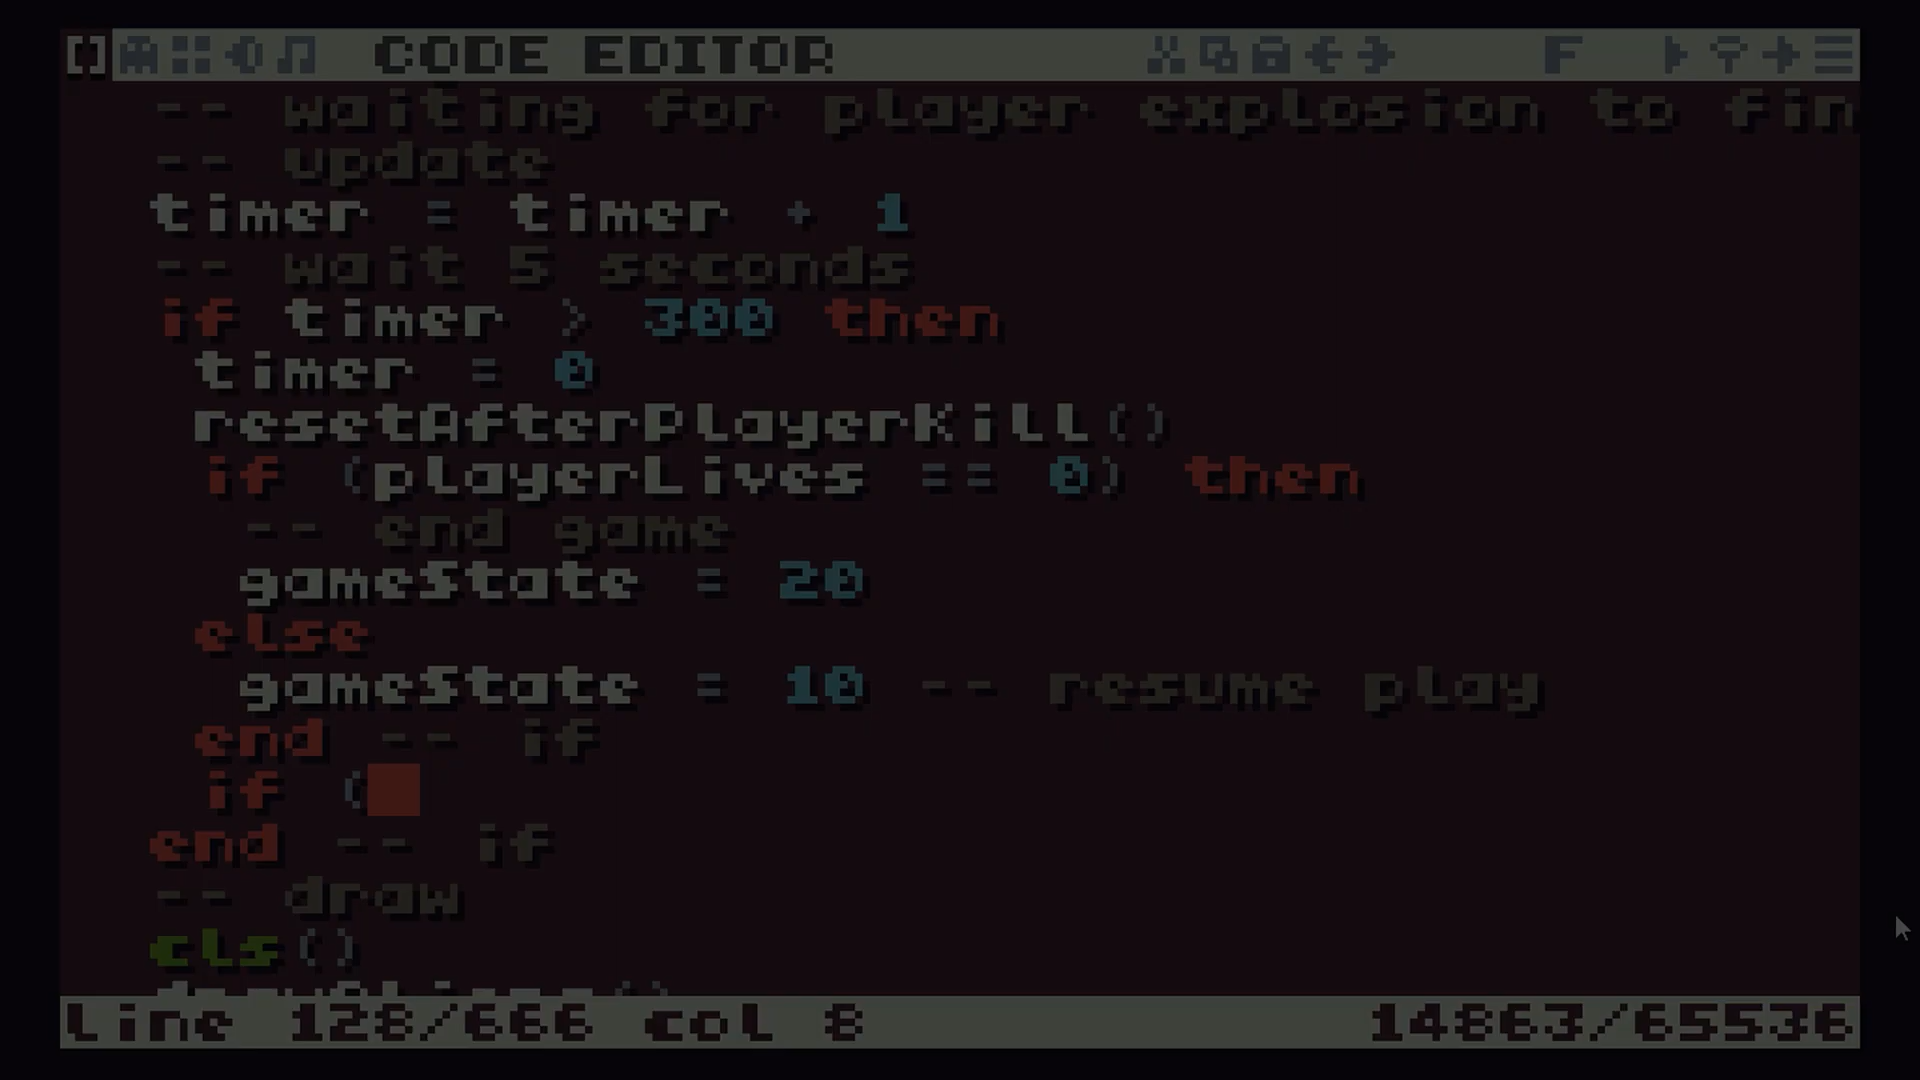 CODE EDITOR F
-- waiting for player explosion to fin
-- update
timer = timer + 1
-- wait 5 seconds
if timer > 300 then
timer = 0
resetAfterPlayerKill()
if (playerLives == 0) then
-- end game
gameState = 20
else
gameState = 10 -- resume play
end -- if
if (
end -- if
-- draw
cls()
line 128/666 col 8 14863/65536